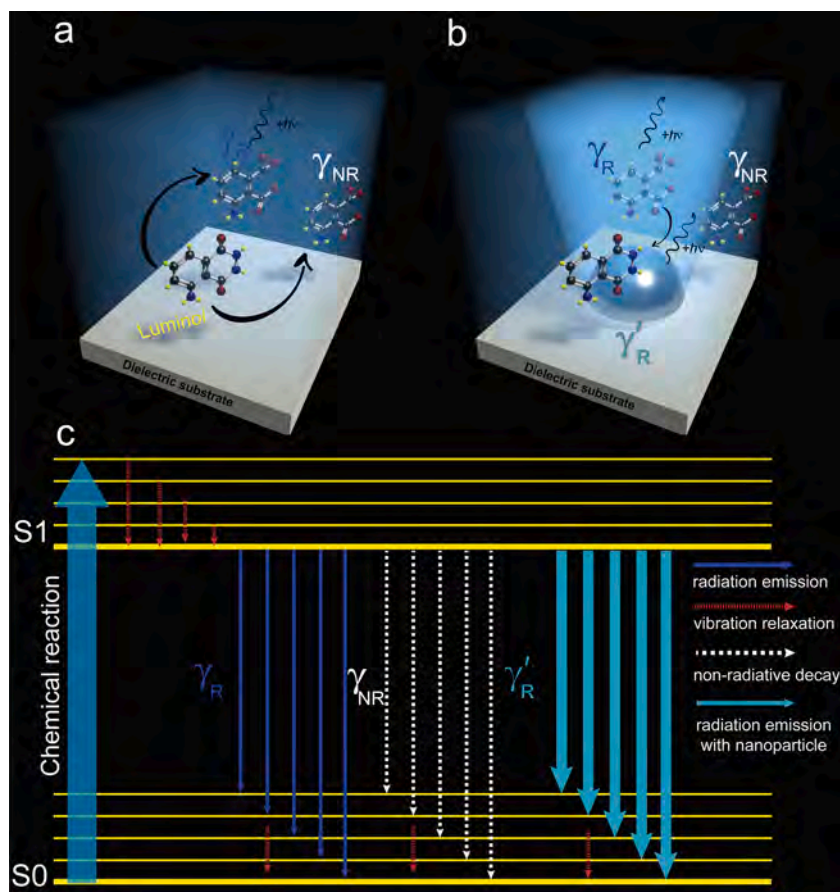 a
+hν
γNR
Luminol
Dielectric substrate
b
+hν
γR
γNR
+hν
γ'R
Dielectric substrate
c
S1
Chemical reaction
γR
γNR
γ'R
radiation emission
vibration relaxation
non-radiative decay
radiation emission
with nanoparticle
S0